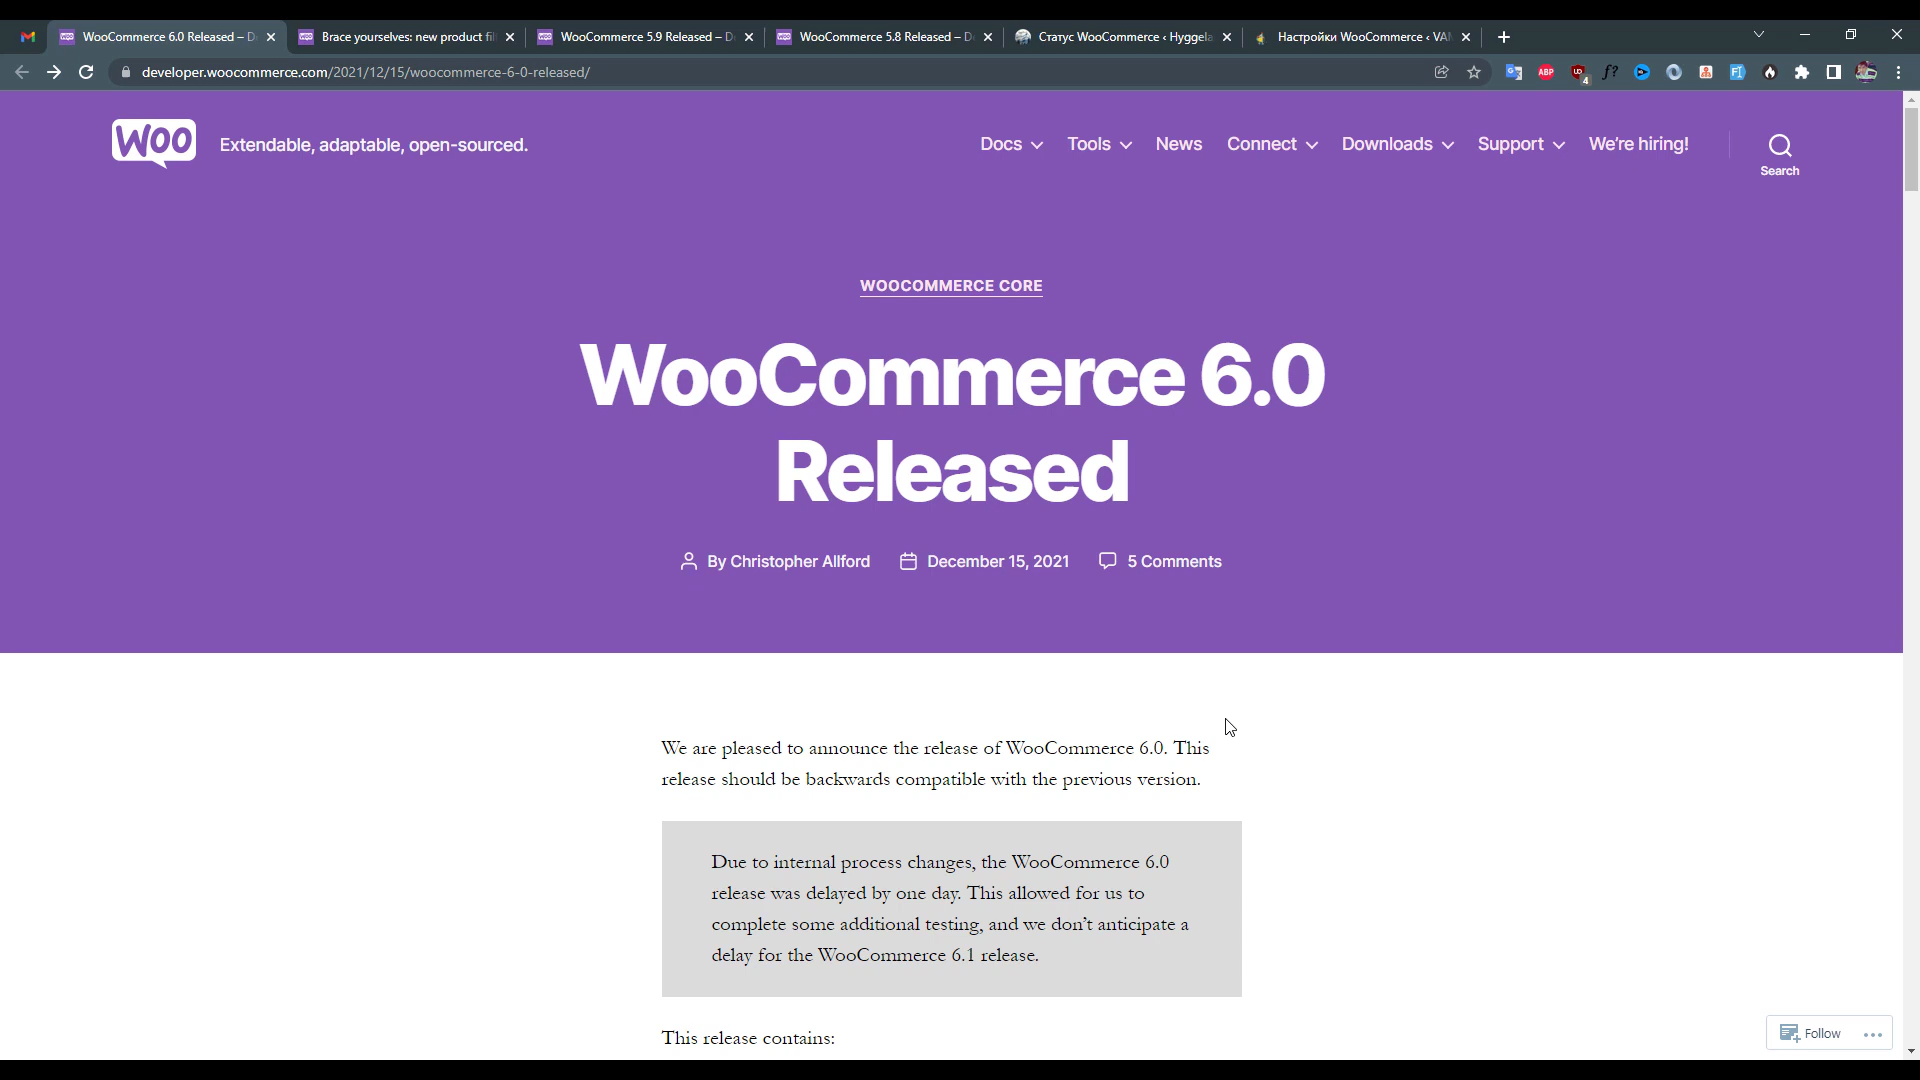 WooCommerce 6.0 Released – De
Brace yourselves: new product fil
WooCommerce 5.9 Released – De
WooCommerce 5.8 Released – De
Статус WooCommerce ‹ Hyggela
Настройки WooCommerce ‹ VAM
developer.woocommerce.com/2021/12/15/woocommerce-6-0-released/
ABP
4
f?
WOO
Extendable, adaptable, open-sourced.
Docs
Tools
News
Connect
Downloads
Support
We're hiring!
Search
WOOCOMMERCE CORE
WooCommerce 6.0
Released
By Christopher Allford
December 15, 2021
5 Comments
We are pleased to announce the release of WooCommerce 6.0. This
release should be backwards compatible with the previous version.
Due to internal process changes, the WooCommerce 6.0
release was delayed by one day. This allowed for us to
complete some additional testing, and we don't anticipate a
delay for the WooCommerce 6.1 release.
This release contains:
Follow